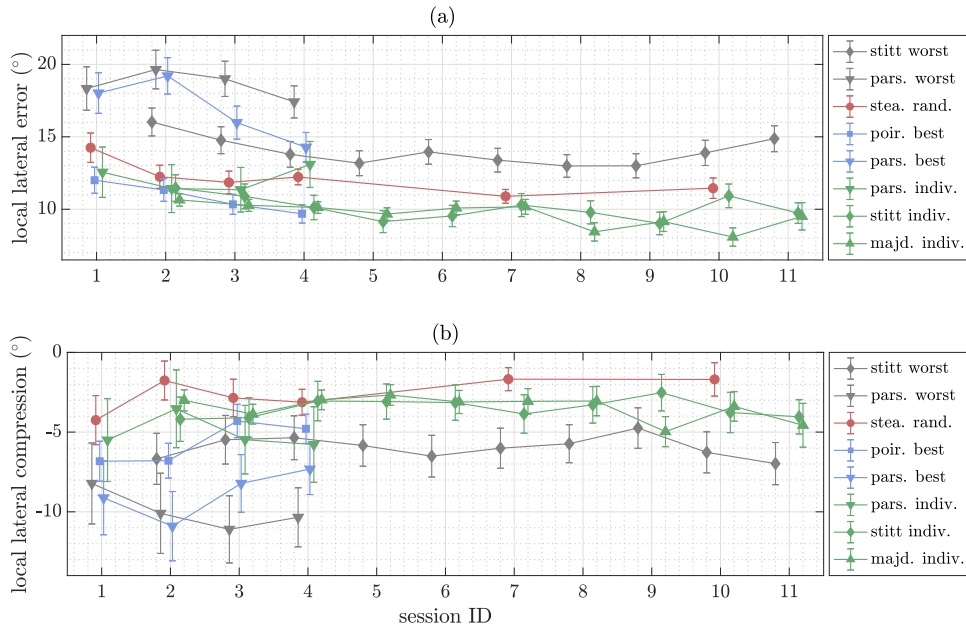 (a)
local lateral error (°)
20
15
10
1 2 3 4 5 6 7 8 9 10 11
stitt worst
pars. worst
stea. rand.
poir. best
pars. best
pars. indiv.
stitt indiv.
majd. indiv.
(b)
local lateral compression (°)
0
-5
-10
1 2 3 4 5 6 7 8 9 10 11
session ID
stitt worst
pars. worst
stea. rand.
poir. best
pars. best
pars. indiv.
stitt indiv.
majd. indiv.